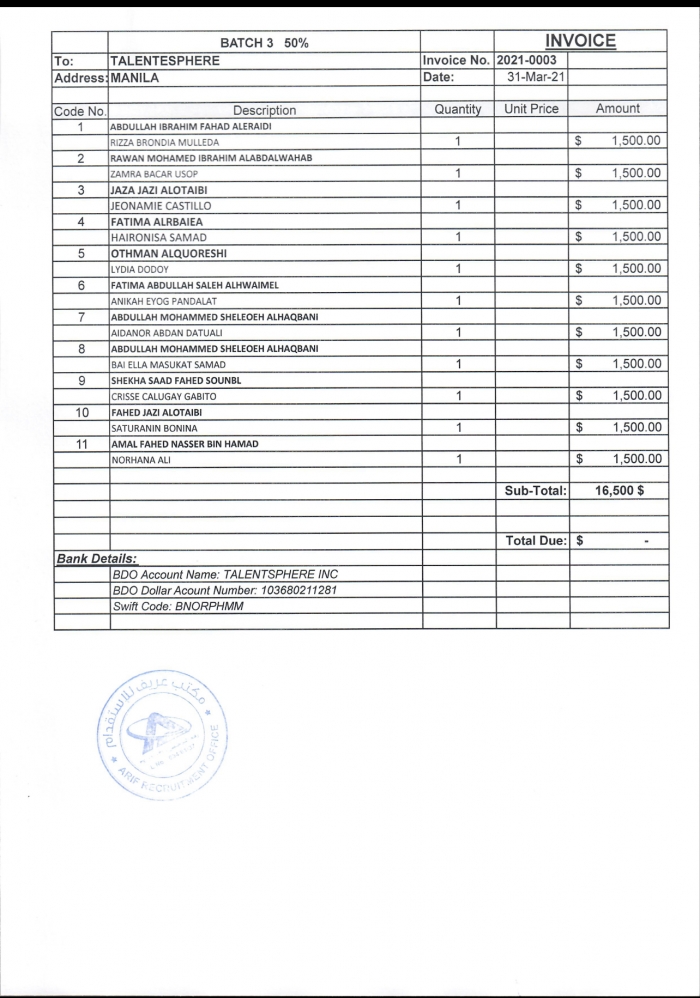 BATCH 3 50% INVOICE
To: TALENTESPHERE Invoice No. 2021-0003
Address: MANILA Date: 31-Mar-21
Code No. Description Quantity Unit Price Amount
1 ABDULLAH IBRAHIM FAHAD ALERAIDI
RIZZA BRONDIA MULLEDA 1 $ 1,500.00
2 RAWAN MOHAMED IBRAHIM ALABDALWAHAB
ZAMRA BACAR USOP 1 $ 1,500.00
3 JAZA JAZI ALOTAIBI
JEONAMIE CASTILLO 1 $ 1,500.00
4 FATIMA ALRBAIEA
HAIRONISA SAMAD 1 $ 1,500.00
5 OTHMAN ALQUORESHI
LYDIA DODOY 1 $ 1,500.00
6 FATIMA ABDULLAH SALEH ALHWAIMEL
ANIKAH EYOG PANDALAT 1 $ 1,500.00
7 ABDULLAH MOHAMMED SHELEOEH ALHAQBANI
AIDANOR ABDAN DATUALI 1 $ 1,500.00
8 ABDULLAH MOHAMMED SHELEOEH ALHAQBANI
BAI ELLA MASUKAT SAMAD 1 $ 1,500.00
9 SHEKHA SAAD FAHED SOUNBL
CRISSE CALUGAY GABITO 1 $ 1,500.00
10 FAHED JAZI ALOTAIBI
SATURANIN BONINA 1 $ 1,500.00
11 AMAL FAHED NASSER BIN HAMAD
NORHANA ALI 1 $ 1,500.00
Sub-Total: 16,500 $
Total Due: $ -
Bank Details:
BDO Account Name: TALENTSPHERE INC
BDO Dollar Acount Number: 103680211281
Swift Code: BNORPHMM
مكتب عريف للاستقدام
ARIF RECRUITMENT OFFICE